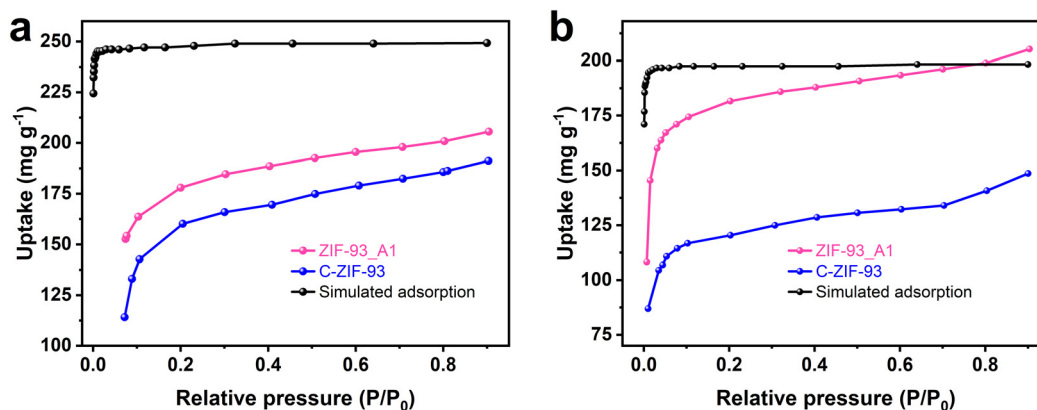 a
Uptake (mg g⁻¹)
250
225
200
175
150
125
100
0.0 0.2 0.4 0.6 0.8
Relative pressure (P/P₀)
ZIF-93_A1
C-ZIF-93
Simulated adsorption
b
Uptake (mg g⁻¹)
200
175
150
125
100
75
0.0 0.2 0.4 0.6 0.8
Relative pressure (P/P₀)
ZIF-93_A1
C-ZIF-93
Simulated adsorption